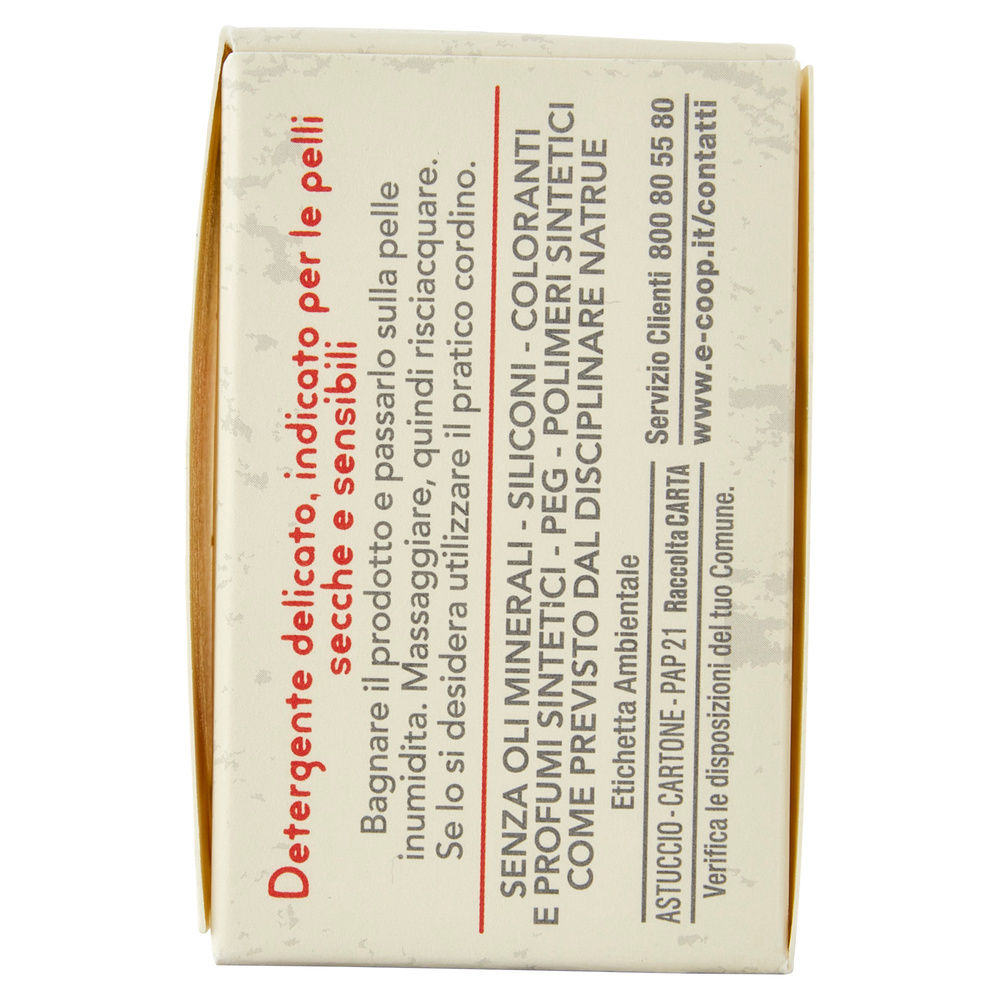 Detergente delicato, indicato per le pelli
secche e sensibili
Bagnare il prodotto e passarlo sulla pelle
inumidita. Massaggiare, quindi risciacquare.
Se lo si desidera utilizzare il pratico cordino.
SENZA OLI MINERALI - SILICONI - COLORANTI
E PROFUMI SINTETICI - PEG - POLIMERI SINTETICI
COME PREVISTO DAL DISCIPLINARE NATRUE
Etichetta Ambientale
ASTUCCIO - CARTONE - PAP 21 Raccolta CARTA
Verifica le disposizioni del tuo Comune.
Servizio Clienti 800 80 55 80
www.e-coop.it/contatti